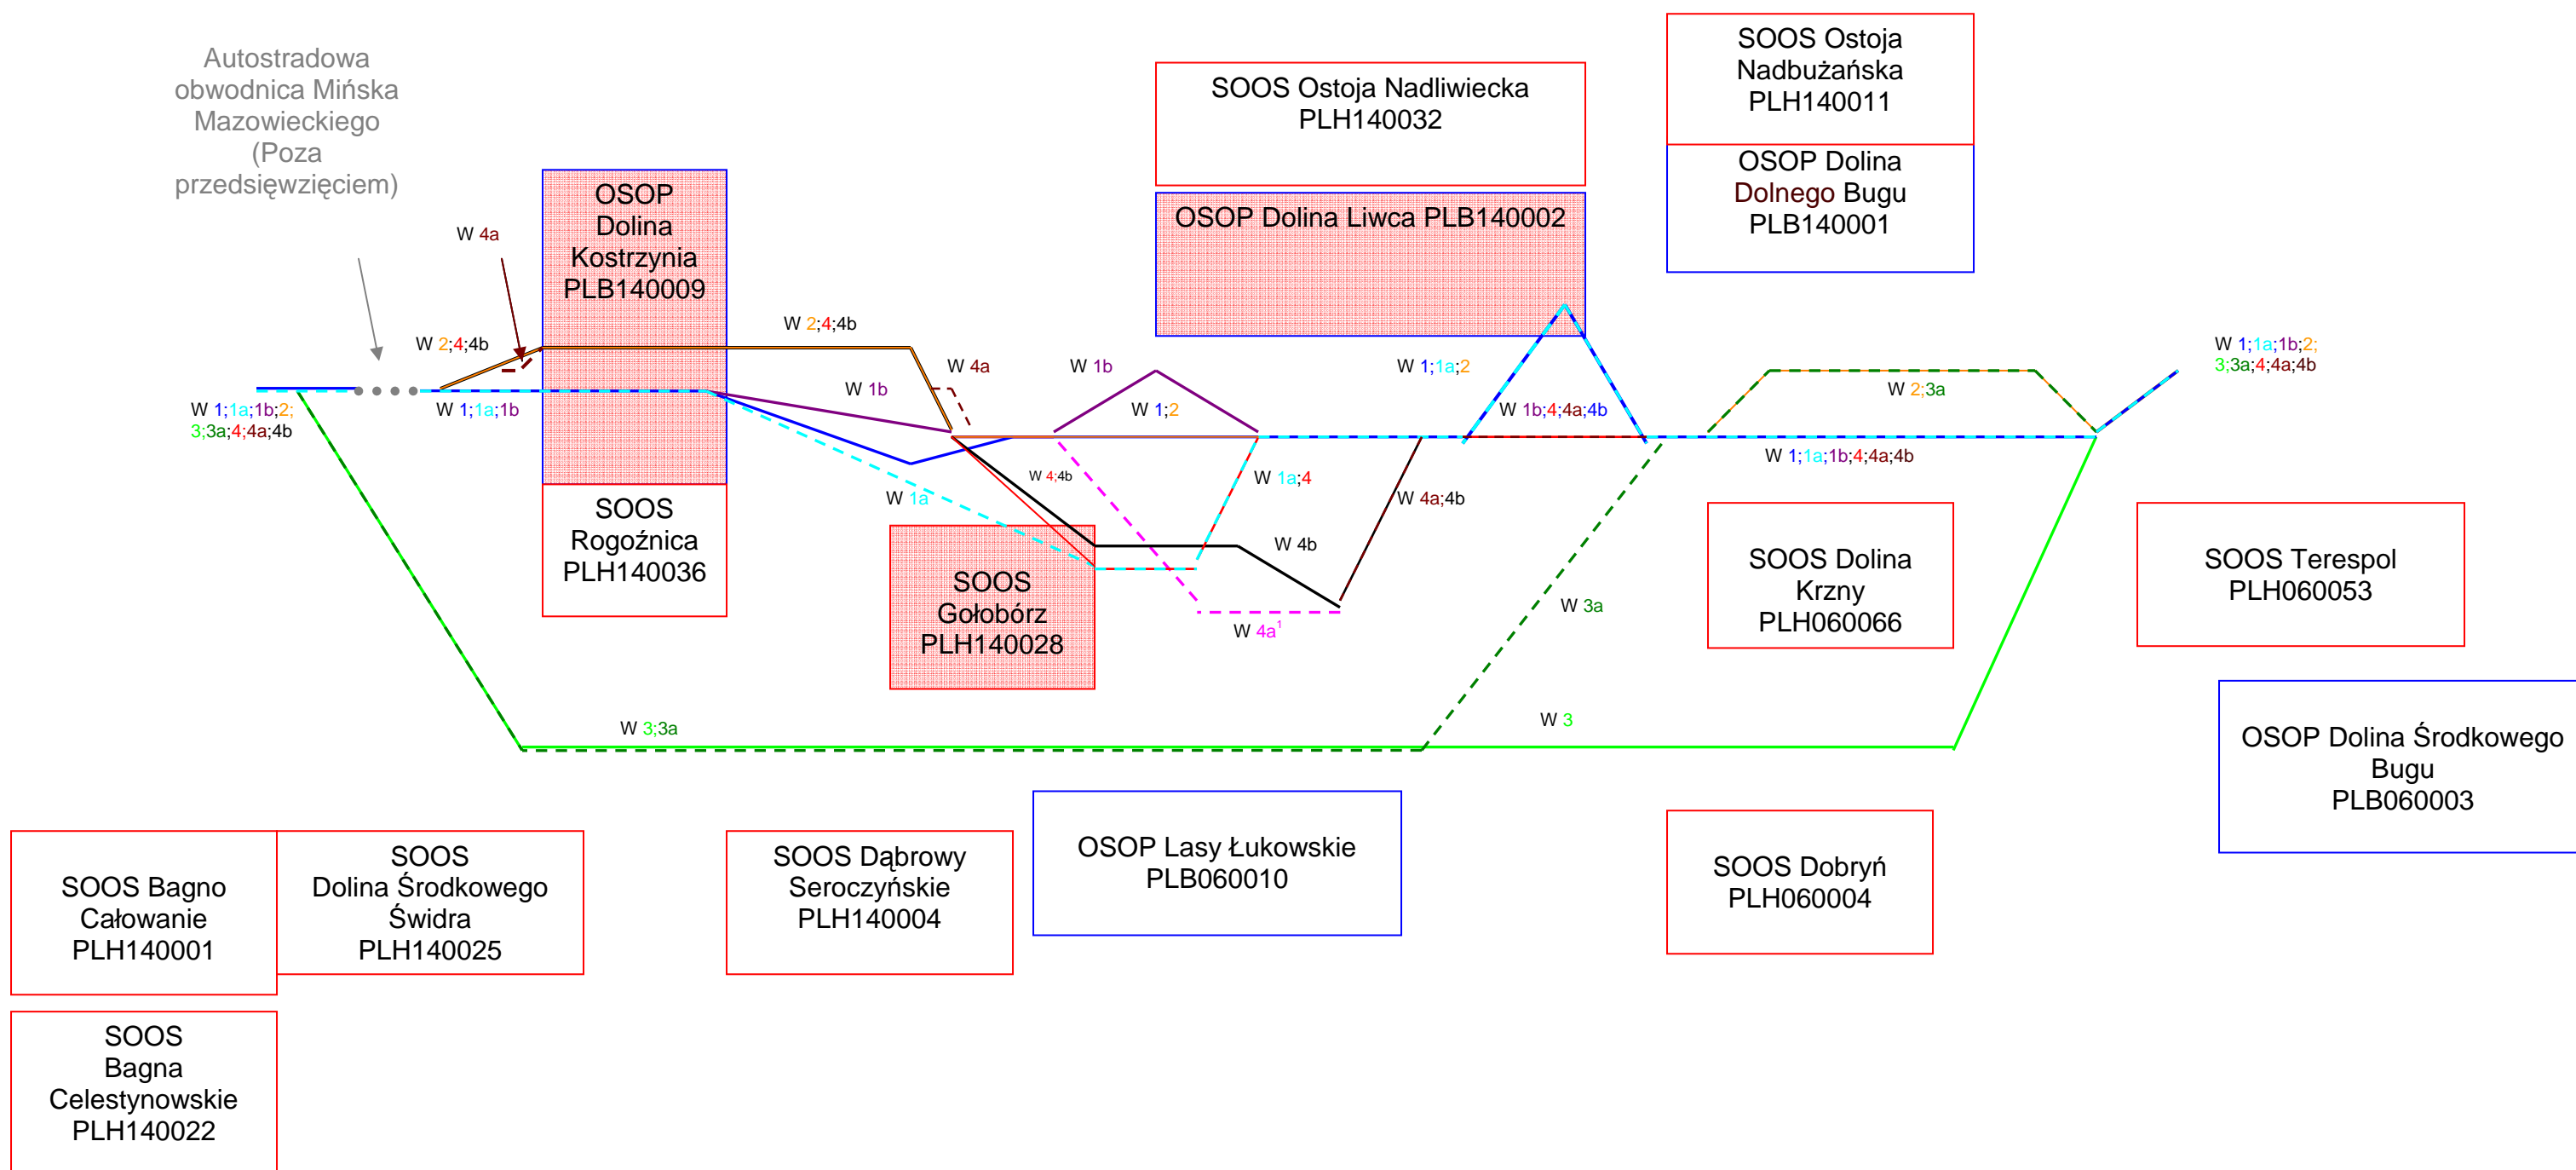 Autostradowa
obwodnica Mińska
Mazowieckiego
(Poza
przedsięwzięciem)
SOOS Ostoja Nadliwiecka
PLH140032
SOOS Ostoja
Nadbużańska
PLH140011
OSOP Dolina
Dolnego Bugu
PLB140001
OSOP
Dolina
Kostrzynia
PLB140009
OSOP Dolina Liwca PLB140002
W 4a
W 2;4;4b
W 2;4;4b
W 4a
W 1b
W 1b
W 1;2
W 1;1a;2
W 1b;4;4a;4b
W 2;3a
W 1;1a;1b;2;
3;3a;4;4a;4b
W 1;1a;1b;2;
3;3a;4;4a;4b
W 1;1a;1b
W 1;1a;1b;4;4a;4b
W 4;4b
W 1a
W 1a;4
W 4a;4b
W 4b
W 4a¹
W 3a
SOOS
Rogoźnica
PLH140036
SOOS
Gołobórz
PLH140028
SOOS Dolina
Krzny
PLH060066
SOOS Terespol
PLH060053
W 3;3a
W 3
OSOP Dolina Środkowego
Bugu
PLB060003
SOOS Bagno
Całowanie
PLH140001
SOOS
Dolina Środkowego
Świdra
PLH140025
SOOS Dąbrowy
Seroczyńskie
PLH140004
OSOP Lasy Łukowskie
PLB060010
SOOS Dobryń
PLH060004
SOOS
Bagna
Celestynowskie
PLH140022